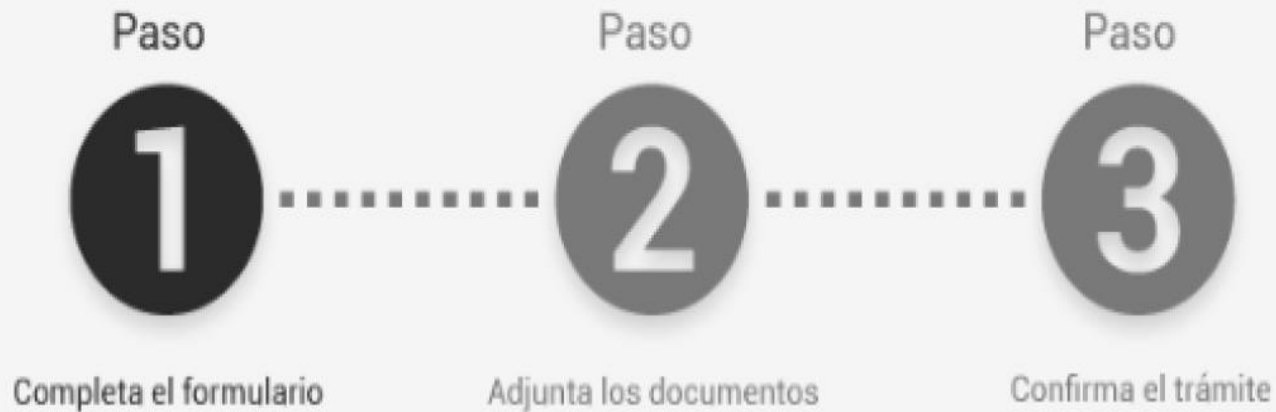 Paso Paso Paso
1 2 3
Completa el formulario Adjunta los documentos Confirma el trámite